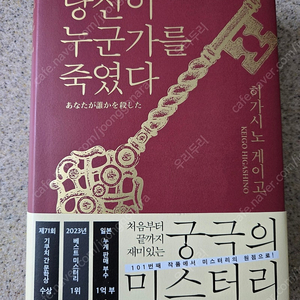 당신이
누군가를
죽였다
あなたが誰かを殺した
히가시노 게이고
KEIGO HIGASHINO
처음부터
끝까지
재미있는
궁극의
미스터리
101번째 작품에서 미스터리의 원점으로!
제71회
기쿠치 간 문학상
수상
2023년
베스트 미스터리
1위
일본
누계 판매 부수
1억 부